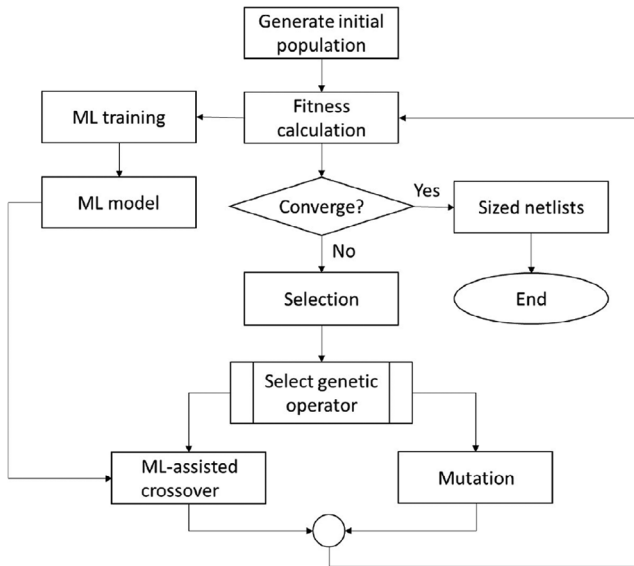 Generate initial
population
ML training
Fitness
calculation
ML model
Converge?
Yes
Sized netlists
No
Selection
End
Select genetic
operator
ML-assisted
crossover
Mutation